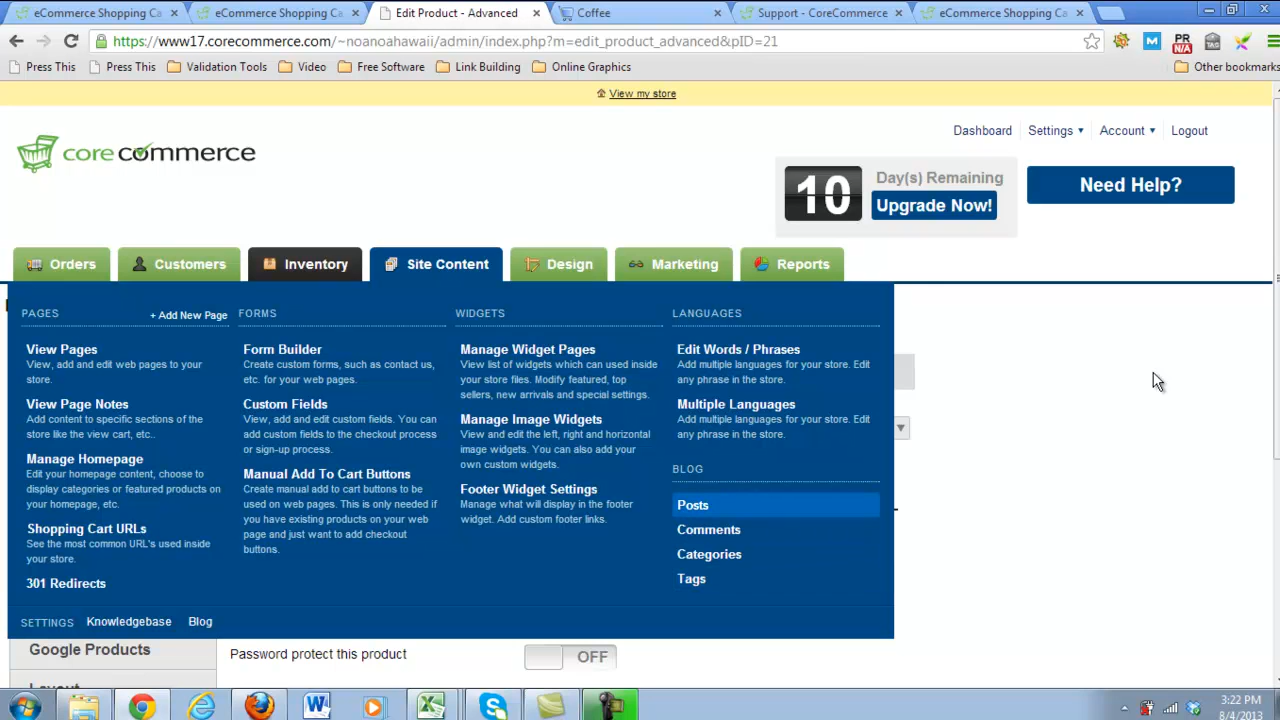 eCommerce Shopping Ca
eCommerce Shopping Ca
Edit Product - Advanced
Coffee
Support - CoreCommerce
eCommerce Shopping Ca
https://www17.corecommerce.com/~noanoahawaii/admin/index.php?m=edit_product_advanced&pID=21
PR
N/A
TAG
Press This
Press This
Validation Tools
Video
Free Software
Link Building
Online Graphics
Other bookmarks
View my store
Dashboard
Settings
Account
Logout
corecommerce
10
Day(s) Remaining
Upgrade Now!
Need Help?
Orders
Customers
Inventory
Site Content
Design
Marketing
Reports
PAGES
+ Add New Page
View Pages
View, add and edit web pages to your
store.
View Page Notes
Add content to specific sections of the
store like the view cart, etc..
Manage Homepage
Edit your homepage content, choose to
display categories or featured products on
your homepage, etc.
Shopping Cart URLs
See the most common URL's used inside
your store.
301 Redirects
FORMS
Form Builder
Create custom forms, such as contact us,
etc. for your web pages.
Custom Fields
View, add and edit custom fields. You can
add custom fields to the checkout process
or sign-up process.
Manual Add To Cart Buttons
Create manual add to cart buttons to be
used on web pages. This is only needed if
you have existing products on your web
page and just want to add checkout
buttons.
WIDGETS
Manage Widget Pages
View list of widgets which can used inside
your store files. Modify featured, top
sellers, new arrivals and special settings.
Manage Image Widgets
View and edit the left, right and horizontal
image widgets. You can also add your
own custom widgets.
Footer Widget Settings
Manage what will display in the footer
widget. Add custom footer links.
LANGUAGES
Edit Words / Phrases
Add multiple languages for your store. Edit
any phrase in the store.
Multiple Languages
Add multiple languages for your store. Edit
any phrase in the store.
BLOG
Posts
Comments
Categories
Tags
SETTINGS
Knowledgebase
Blog
Google Products
Password protect this product
OFF
Layout
3:22 PM
8/4/2013